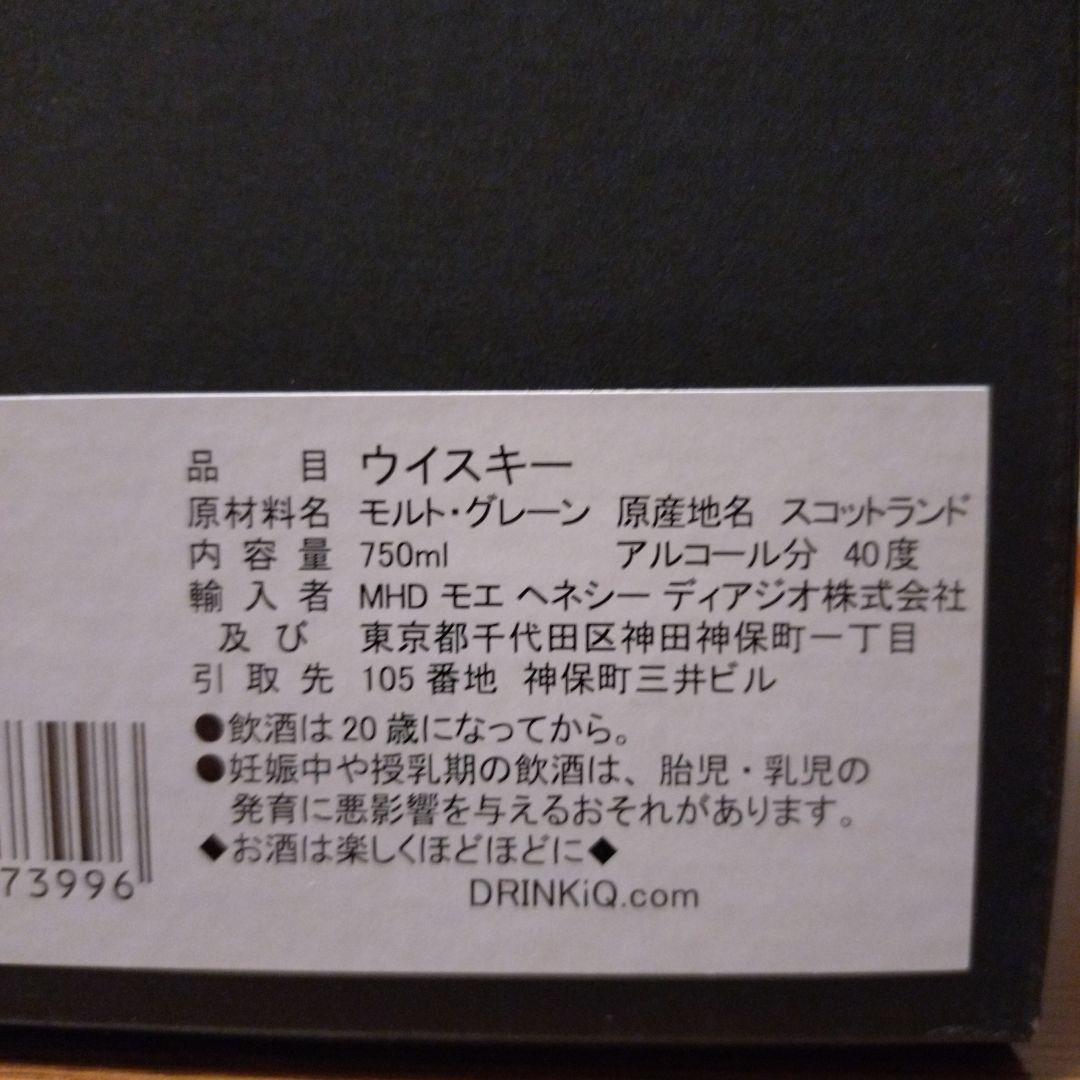 品目 ウイスキー
原材料名 モルト・グレーン 原産地名 スコットランド
内容量 750ml アルコール分 40度
輸入者 MHD モエ ヘネシー ディアジオ株式会社
及び 東京都千代田区神田神保町一丁目
引取先 105番地 神保町三井ビル
●飲酒は20歳になってから。
●妊娠中や授乳期の飲酒は、胎児・乳児の
発育に悪影響を与えるおそれがあります。
◆お酒は楽しくほどほどに◆
73996
DRINKiQ.com